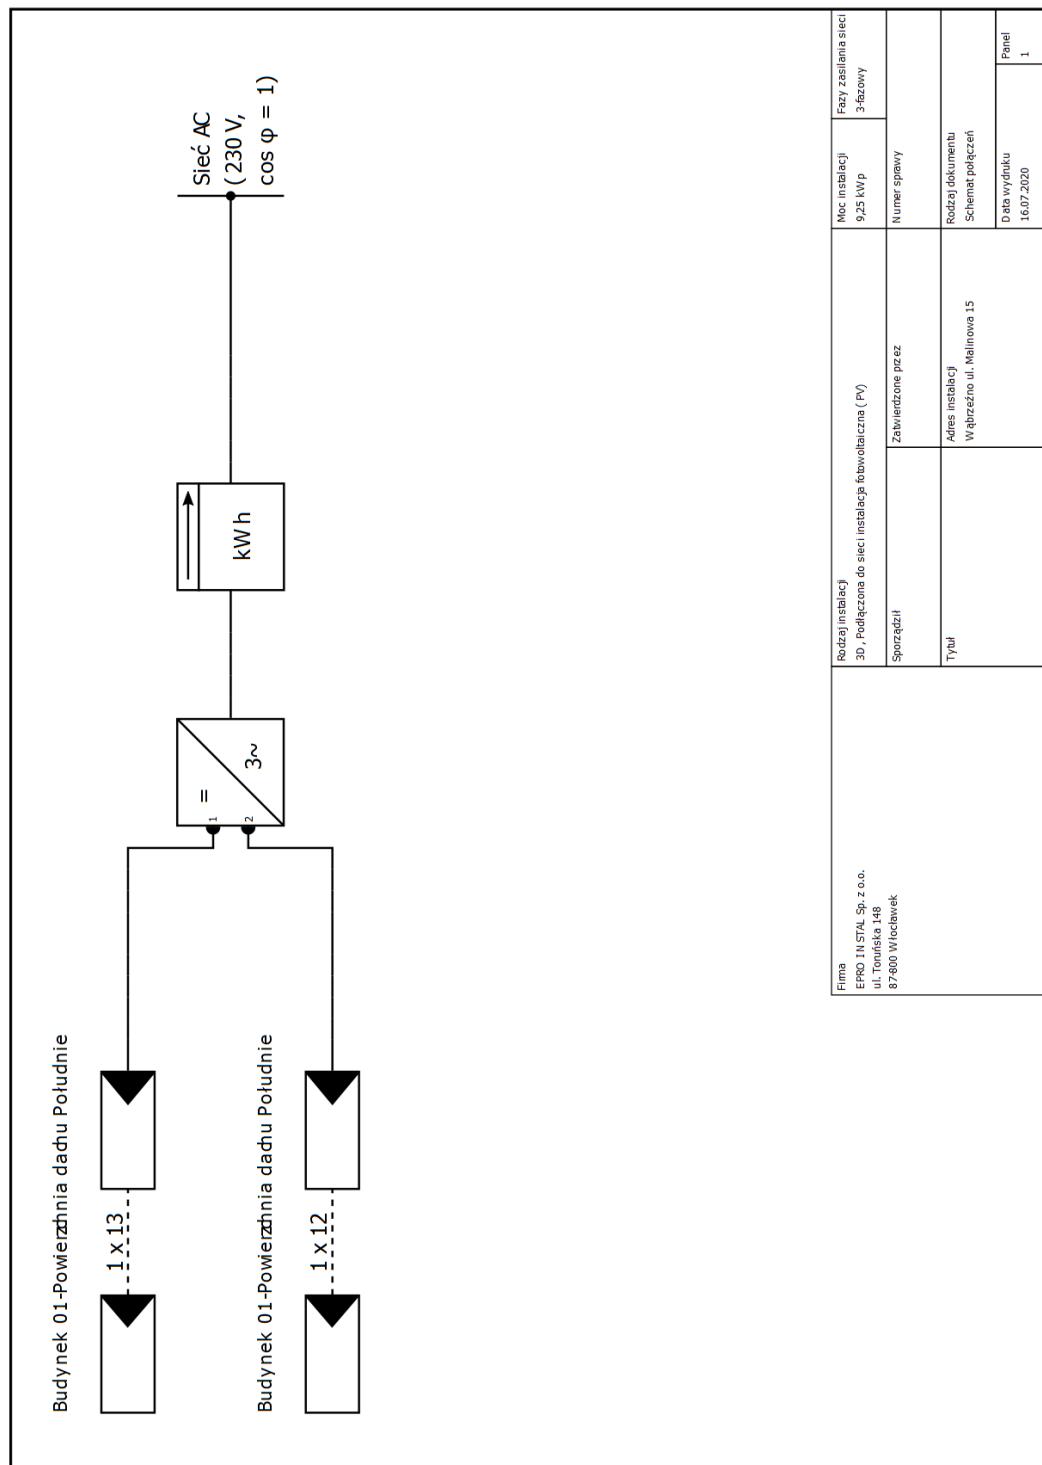 Budynek 01-Powierzchnia dachu Południe
1 x 13
Budynek 01-Powierzchnia dachu Południe
1 x 12
1
2
=
3~
kWh
Sieć AC
(230 V,
cos φ = 1)
Firma
EPRO INSTAL Sp. z o.o.
ul. Toruńska 148
87-800 Włocławek
Rodzaj instalacji
3D, Podłączona do sieci instalacja fotowoltaiczna (PV)
Moc instalacji
9,25 kWp
Fazy zasilania sieci
3-fazowy
Sporządził
Zatwierdzone przez
Numer sprawy
Tytuł
Adres instalacji
Wąbrzeźno ul. Malinowa 15
Rodzaj dokumentu
Schemat połączeń
Data wydruku
16.07.2020
Panel
1